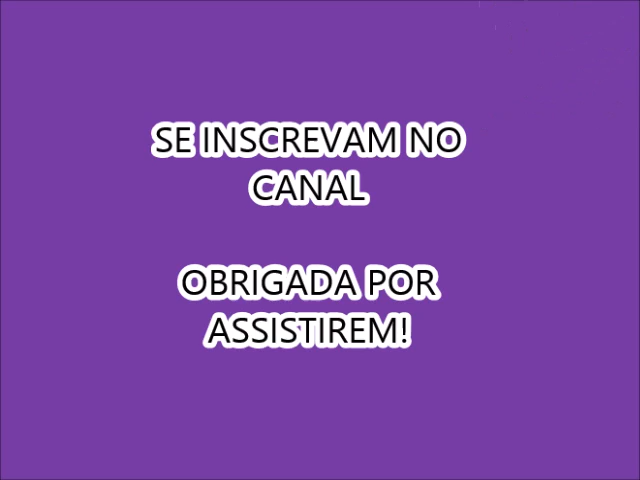 SE INSCREVAM NO
CANAL
OBRIGADA POR
ASSISTIREM!